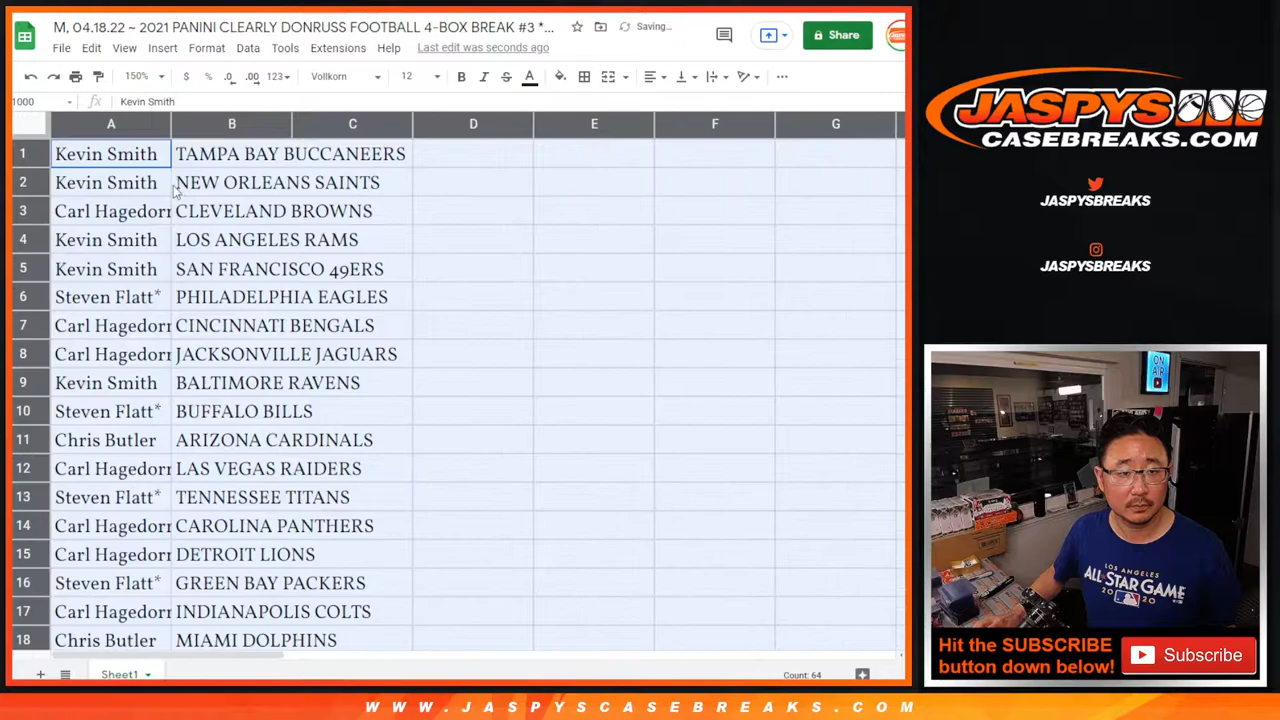 M, 04.18.22 ~ 2021 PANINI CLEARLY DONRUSS FOOTBALL 4-BOX BREAK #3 *...
Saving...
Share
File Edit View Insert Format Data Tools Extensions Help Last edit was seconds ago
150% $ % .0 .00 123 Vollkorn 12 B I S A
1000 fx Kevin Smith
A B C D E F G
1 Kevin Smith TAMPA BAY BUCCANEERS
2 Kevin Smith NEW ORLEANS SAINTS
3 Carl Hagedorr CLEVELAND BROWNS
4 Kevin Smith LOS ANGELES RAMS
5 Kevin Smith SAN FRANCISCO 49ERS
6 Steven Flatt* PHILADELPHIA EAGLES
7 Carl Hagedorr CINCINNATI BENGALS
8 Carl Hagedorr JACKSONVILLE JAGUARS
9 Kevin Smith BALTIMORE RAVENS
10 Steven Flatt* BUFFALO BILLS
11 Chris Butler ARIZONA CARDINALS
12 Carl Hagedorr LAS VEGAS RAIDERS
13 Steven Flatt* TENNESSEE TITANS
14 Carl Hagedorr CAROLINA PANTHERS
15 Carl Hagedorr DETROIT LIONS
16 Steven Flatt* GREEN BAY PACKERS
17 Carl Hagedorr INDIANAPOLIS COLTS
18 Chris Butler MIAMI DOLPHINS
Sheet1
Count: 64
JASPYS
CASEBREAKS.COM
JASPYSBREAKS
JASPYSBREAKS
ON
AIR
LOS ANGELES
ALL STAR GAME
2020
Hit the SUBSCRIBE
button down below!
Subscribe
WWW.JASPYSCASEBREAKS.COM